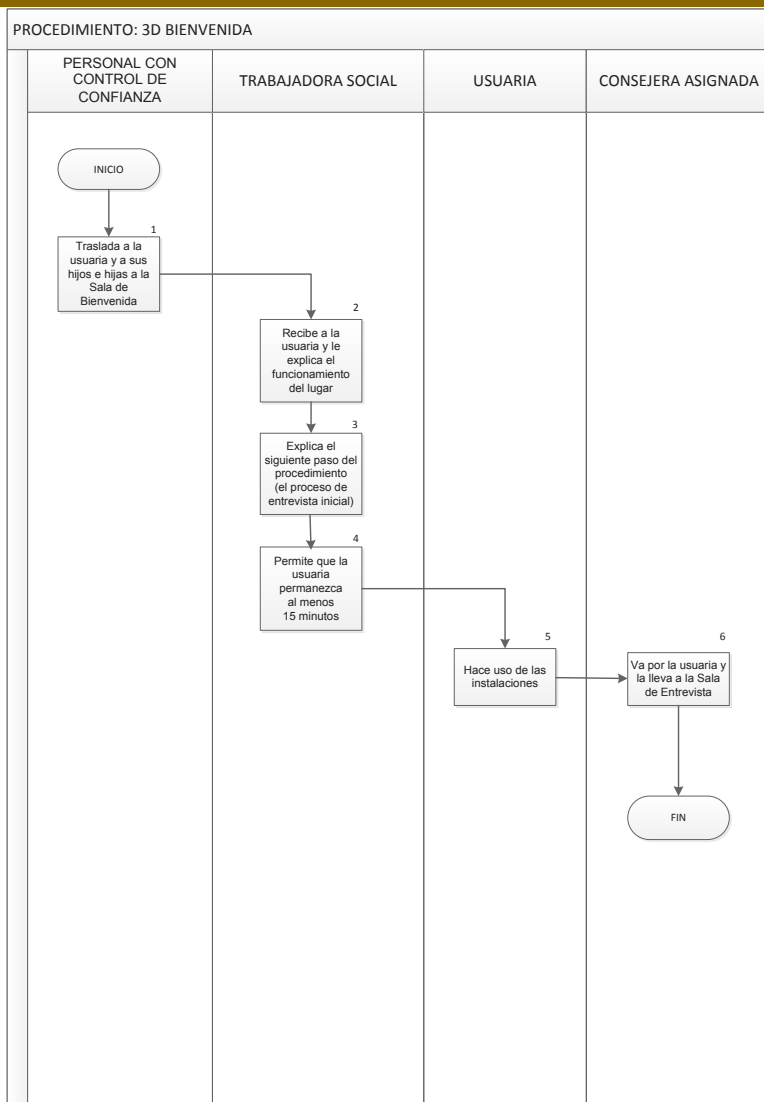 PROCEDIMIENTO: 3D BIENVENIDA
PERSONAL CON
CONTROL DE
CONFIANZA
TRABAJADORA SOCIAL
USUARIA
CONSEJERA ASIGNADA
INICIO
1
Traslada a la
usuaria y a sus
hijos e hijas a la
Sala de
Bienvenida
2
Recibe a la
usuaria y le
explica el
funcionamiento
del lugar
3
Explica el
siguiente paso del
procedimiento
(el proceso de
entrevista inicial)
4
Permite que la
usuaria
permanezca
al menos
15 minutos
5
Hace uso de las
instalaciones
6
Va por la usuaria y
la lleva a la Sala
de Entrevista
FIN